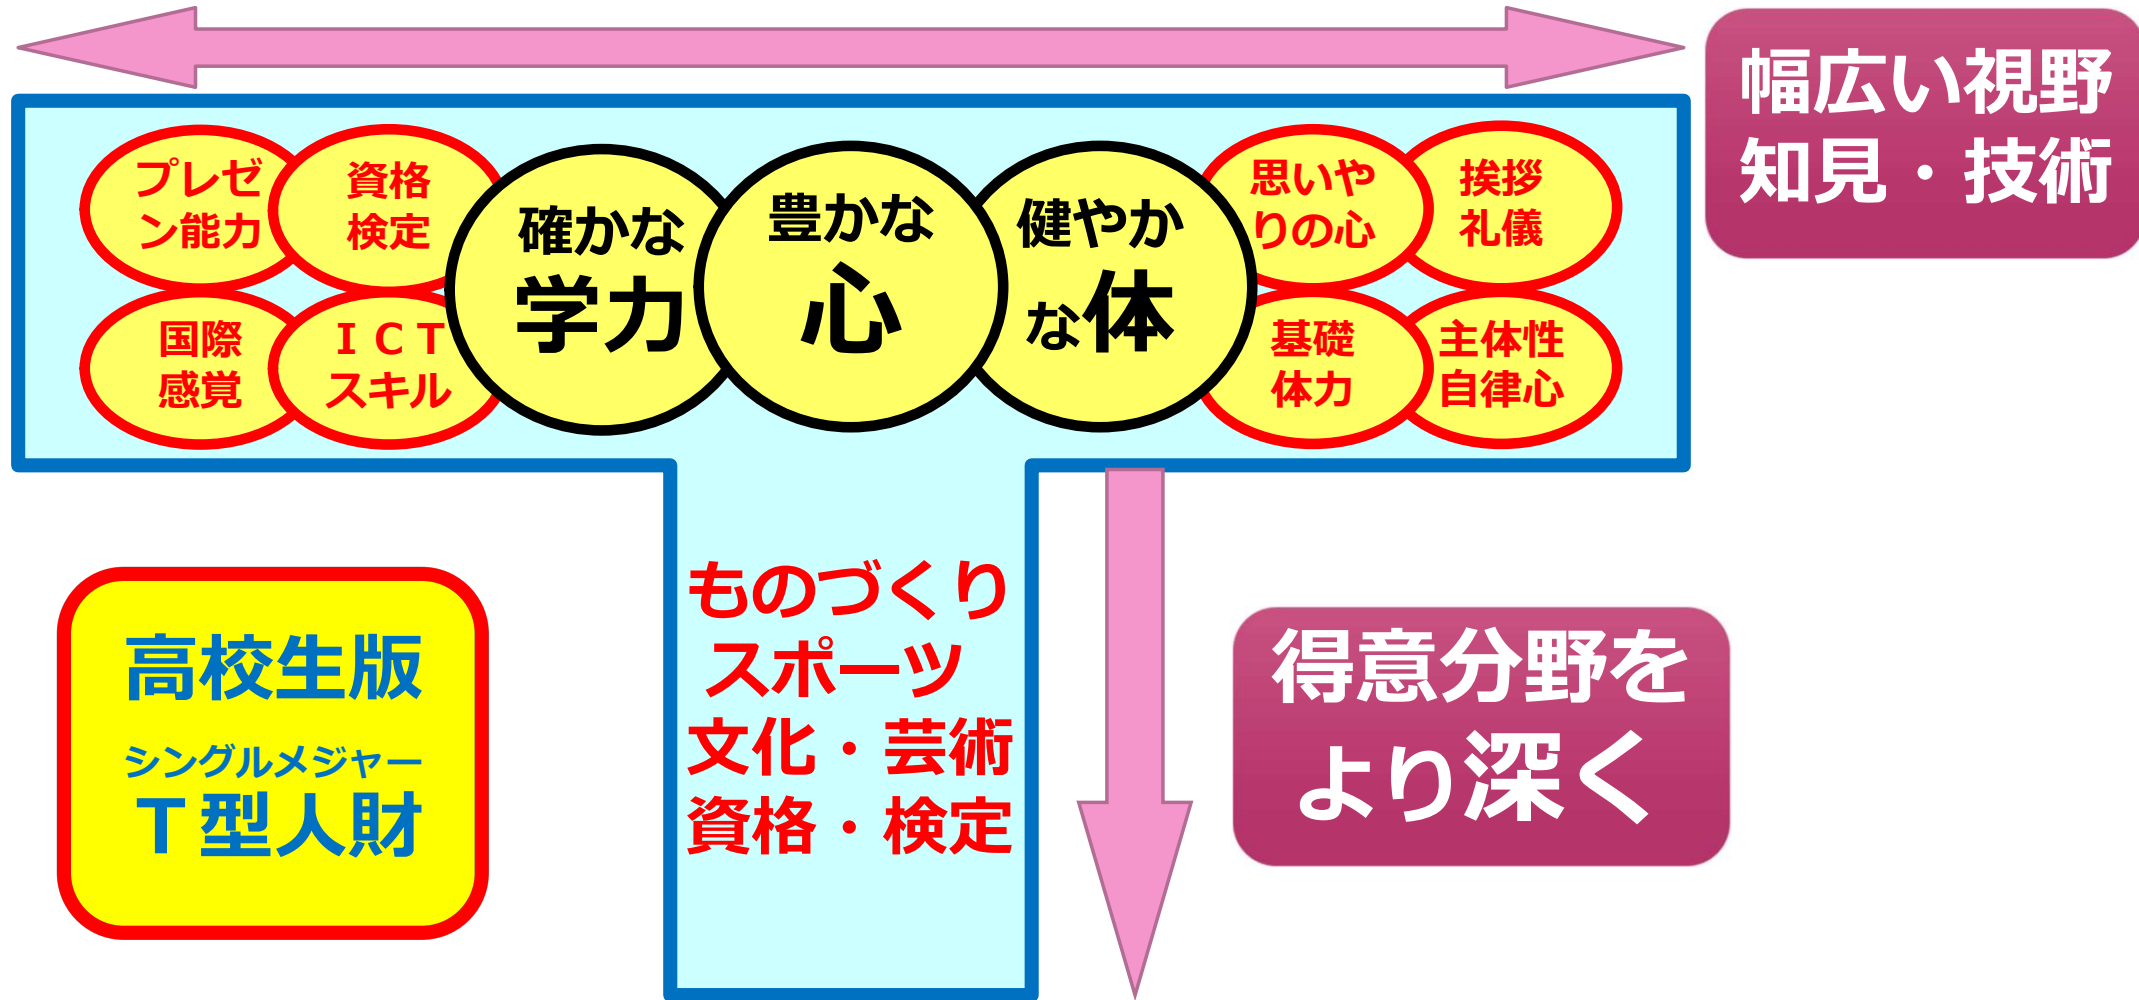 幅広い視野
知見・技術
プレゼ
ン能力
資格
検定
国際
感覚
ＩＣＴ
スキル
確かな
学力
豊かな
心
健やか
な体
思いや
りの心
挨拶
礼儀
基礎
体力
主体性
自律心
ものづくり
スポーツ
文化・芸術
資格・検定
高校生版
シングルメジャー
Ｔ型人財
得意分野を
より深く